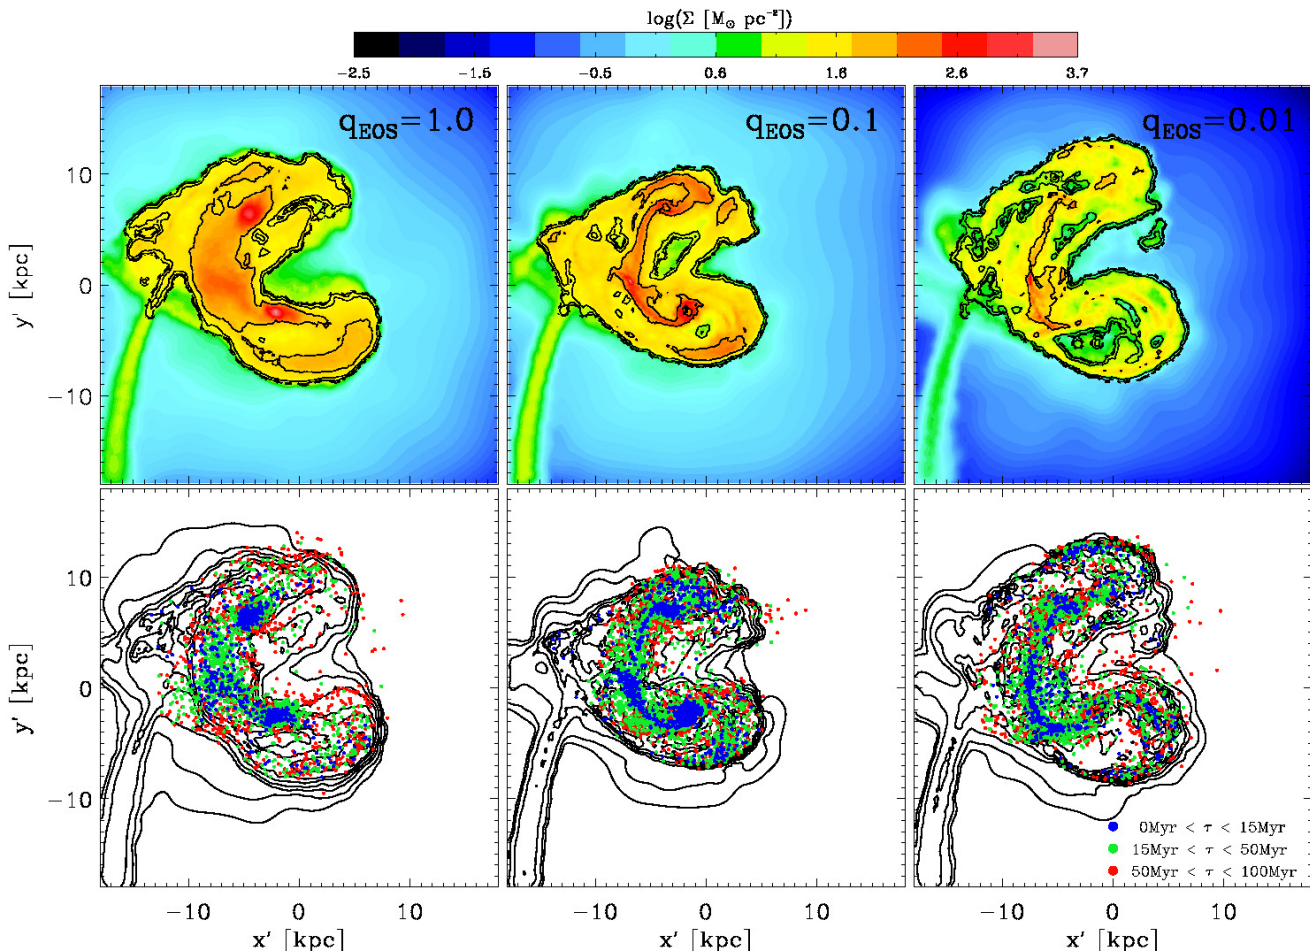 log(Σ [M☉ pc⁻²])
−2.5 −1.5 −0.5 0.6 1.6 2.6 3.7
q_EOS=1.0 q_EOS=0.1 q_EOS=0.01
10
0
−10
y' [kpc]
10
0
−10
y' [kpc]
0Myr < τ < 15Myr
15Myr < τ < 50Myr
50Myr < τ < 100Myr
−10 0 10 −10 0 10 −10 0 10
x' [kpc] x' [kpc] x' [kpc]